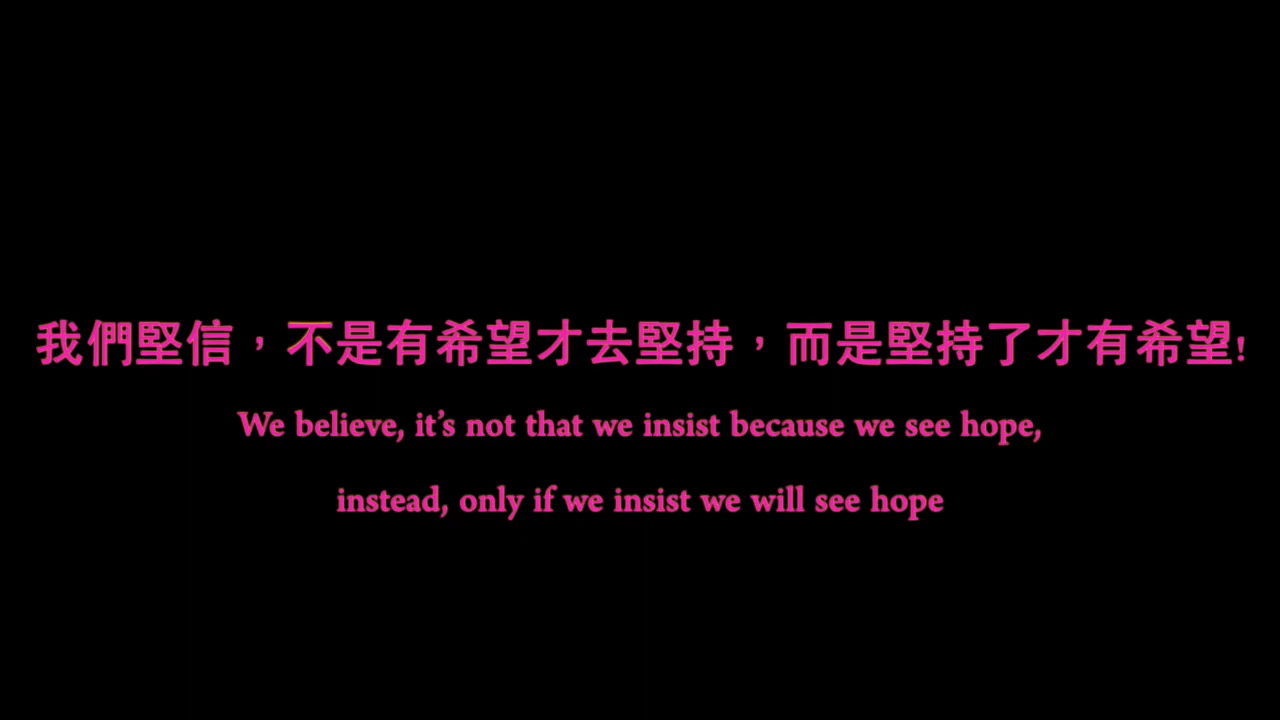 我們堅信，不是有希望才去堅持，而是堅持了才有希望!
We believe, it’s not that we insist because we see hope,
instead, only if we insist we will see hope